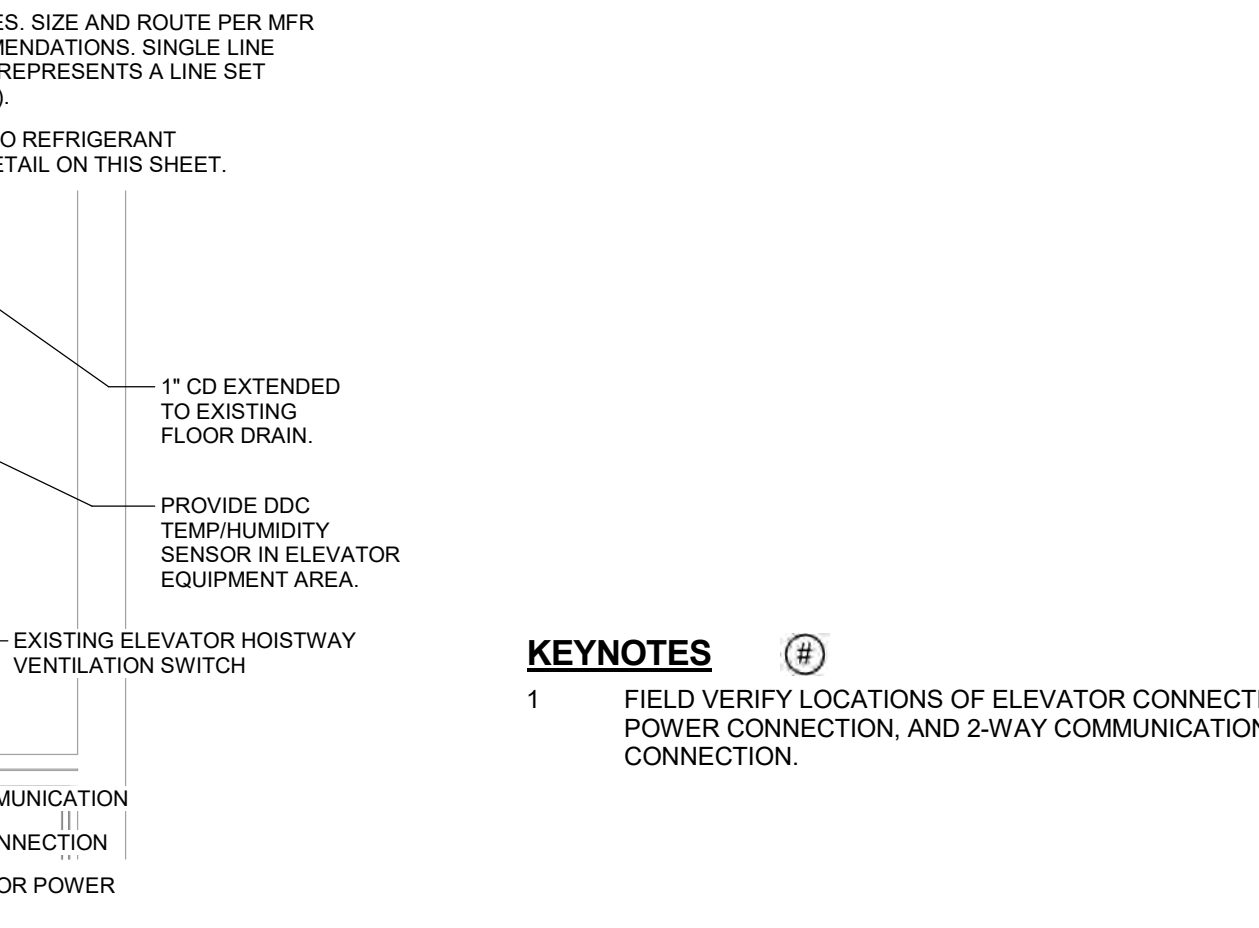 ES. SIZE AND ROUTE PER MFR
MENDATIONS. SINGLE LINE
REPRESENTS A LINE SET
).
O REFRIGERANT
ETAIL ON THIS SHEET.
1" CD EXTENDED
TO EXISTING
FLOOR DRAIN.
PROVIDE DDC
TEMP/HUMIDITY
SENSOR IN ELEVATOR
EQUIPMENT AREA.
EXISTING ELEVATOR HOISTWAY
VENTILATION SWITCH
MUNICATION
NNECTION
OR POWER
KEYNOTES #
1 FIELD VERIFY LOCATIONS OF ELEVATOR CONNECTI
POWER CONNECTION, AND 2-WAY COMMUNICATION
CONNECTION.